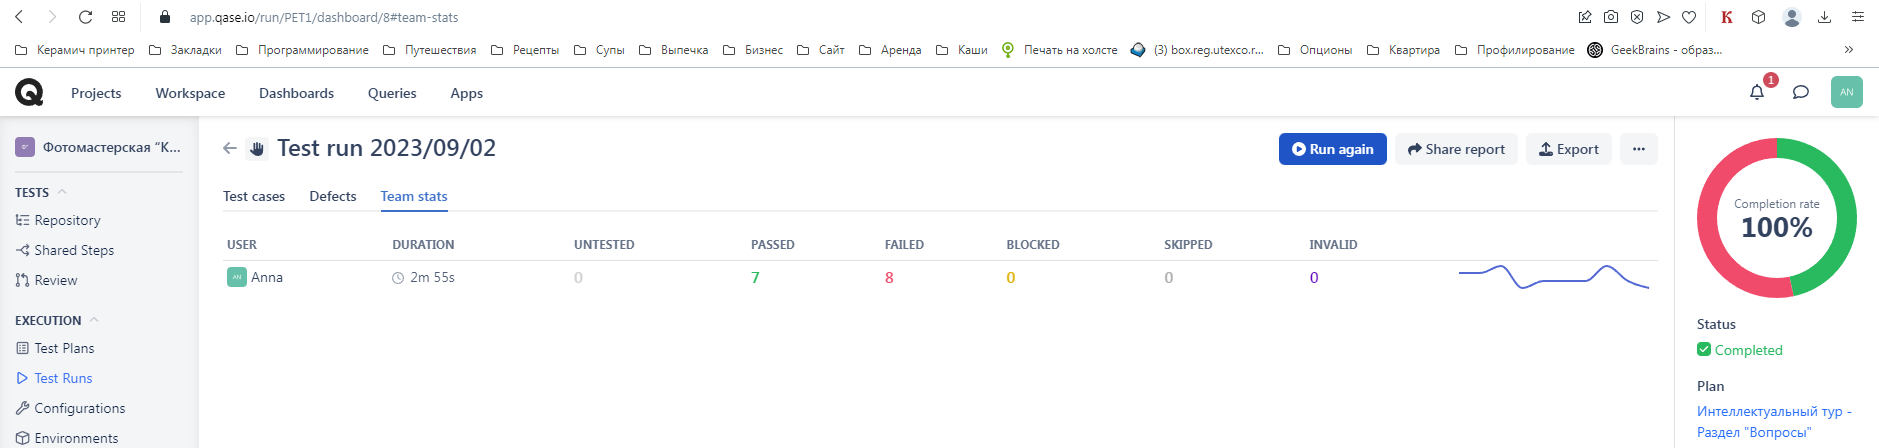 app.qase.io/run/PET1/dashboard/8#team-stats
Керамич принтер Закладки Программирование Путешествия Рецепты Супы Выпечка Бизнес Сайт Аренда Каши Печать на холсте (3) box.reg.utexco.r... Опционы Квартира Профилирование GeekBrains - образ... »
Projects Workspace Dashboards Queries Apps 1 AN
Фотомастерская “К...
TESTS
Repository
Shared Steps
Review
EXECUTION
Test Plans
Test Runs
Configurations
Environments
Test run 2023/09/02
Run again Share report Export
Test cases Defects Team stats
USER DURATION UNTESTED PASSED FAILED BLOCKED SKIPPED INVALID
AN Anna 2m 55s 0 7 8 0 0 0
Completion rate
100%
Status
Completed
Plan
Интеллектуальный тур -
Раздел "Вопросы"